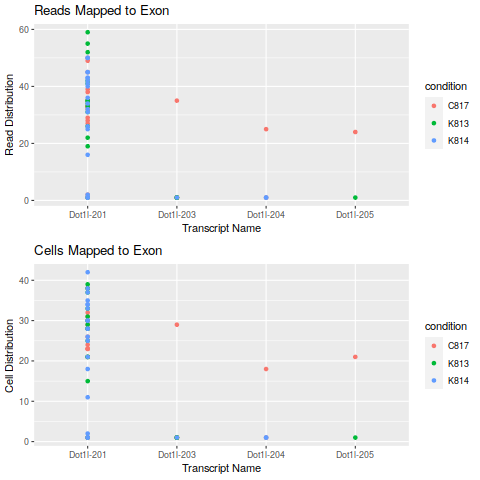 Reads Mapped to Exon
60
40
20
0
Read Distribution
Dot1l-201 Dot1l-203 Dot1l-204 Dot1l-205
Transcript Name
condition
C817
K813
K814
Cells Mapped to Exon
40
30
20
10
0
Cell Distribution
Dot1l-201 Dot1l-203 Dot1l-204 Dot1l-205
Transcript Name
condition
C817
K813
K814